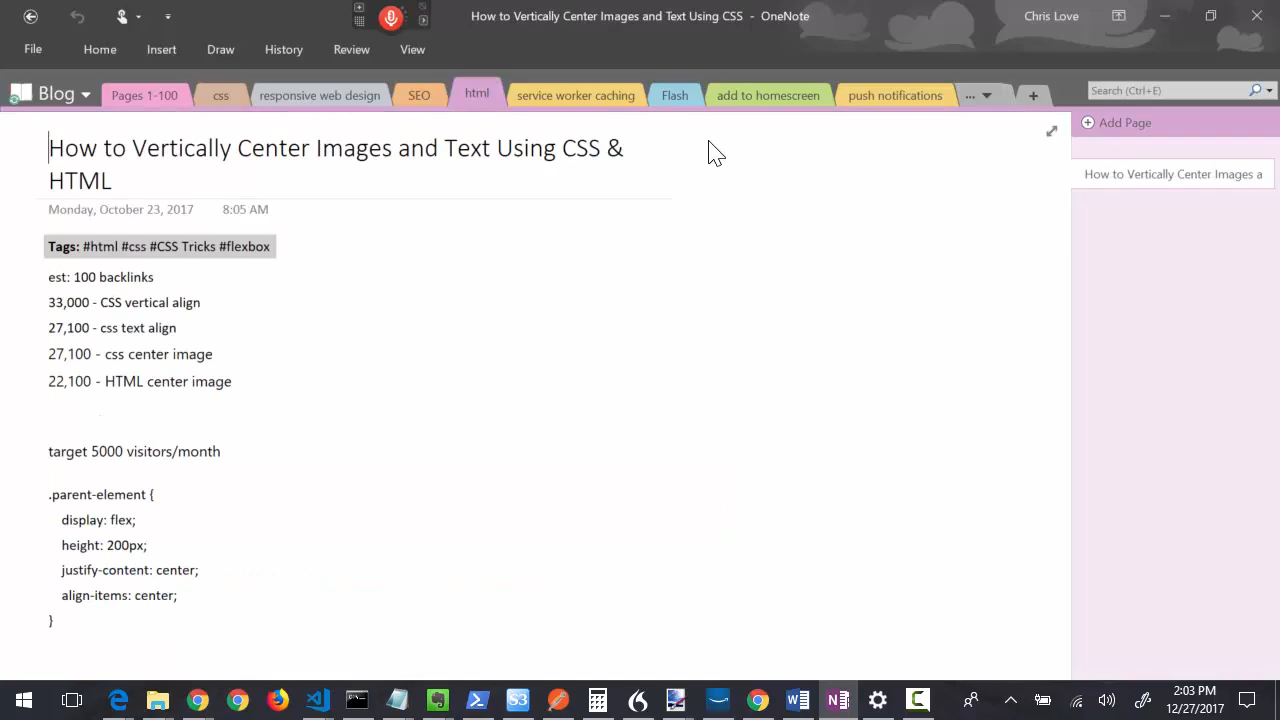 How to Vertically Center Images and Text Using CSS - OneNote
Chris Love
File Home Insert Draw History Review View
Blog Pages 1-100 css responsive web design SEO html service worker caching Flash add to homescreen push notifications ... + Search (Ctrl+E)
Add Page
How to Vertically Center Images a
How to Vertically Center Images and Text Using CSS &
HTML
Monday, October 23, 2017 8:05 AM
Tags: #html #css #CSS Tricks #flexbox
est: 100 backlinks
33,000 - CSS vertical align
27,100 - css text align
27,100 - css center image
22,100 - HTML center image
target 5000 visitors/month
.parent-element {
display: flex;
height: 200px;
justify-content: center;
align-items: center;
}
S3
2:03 PM
12/27/2017